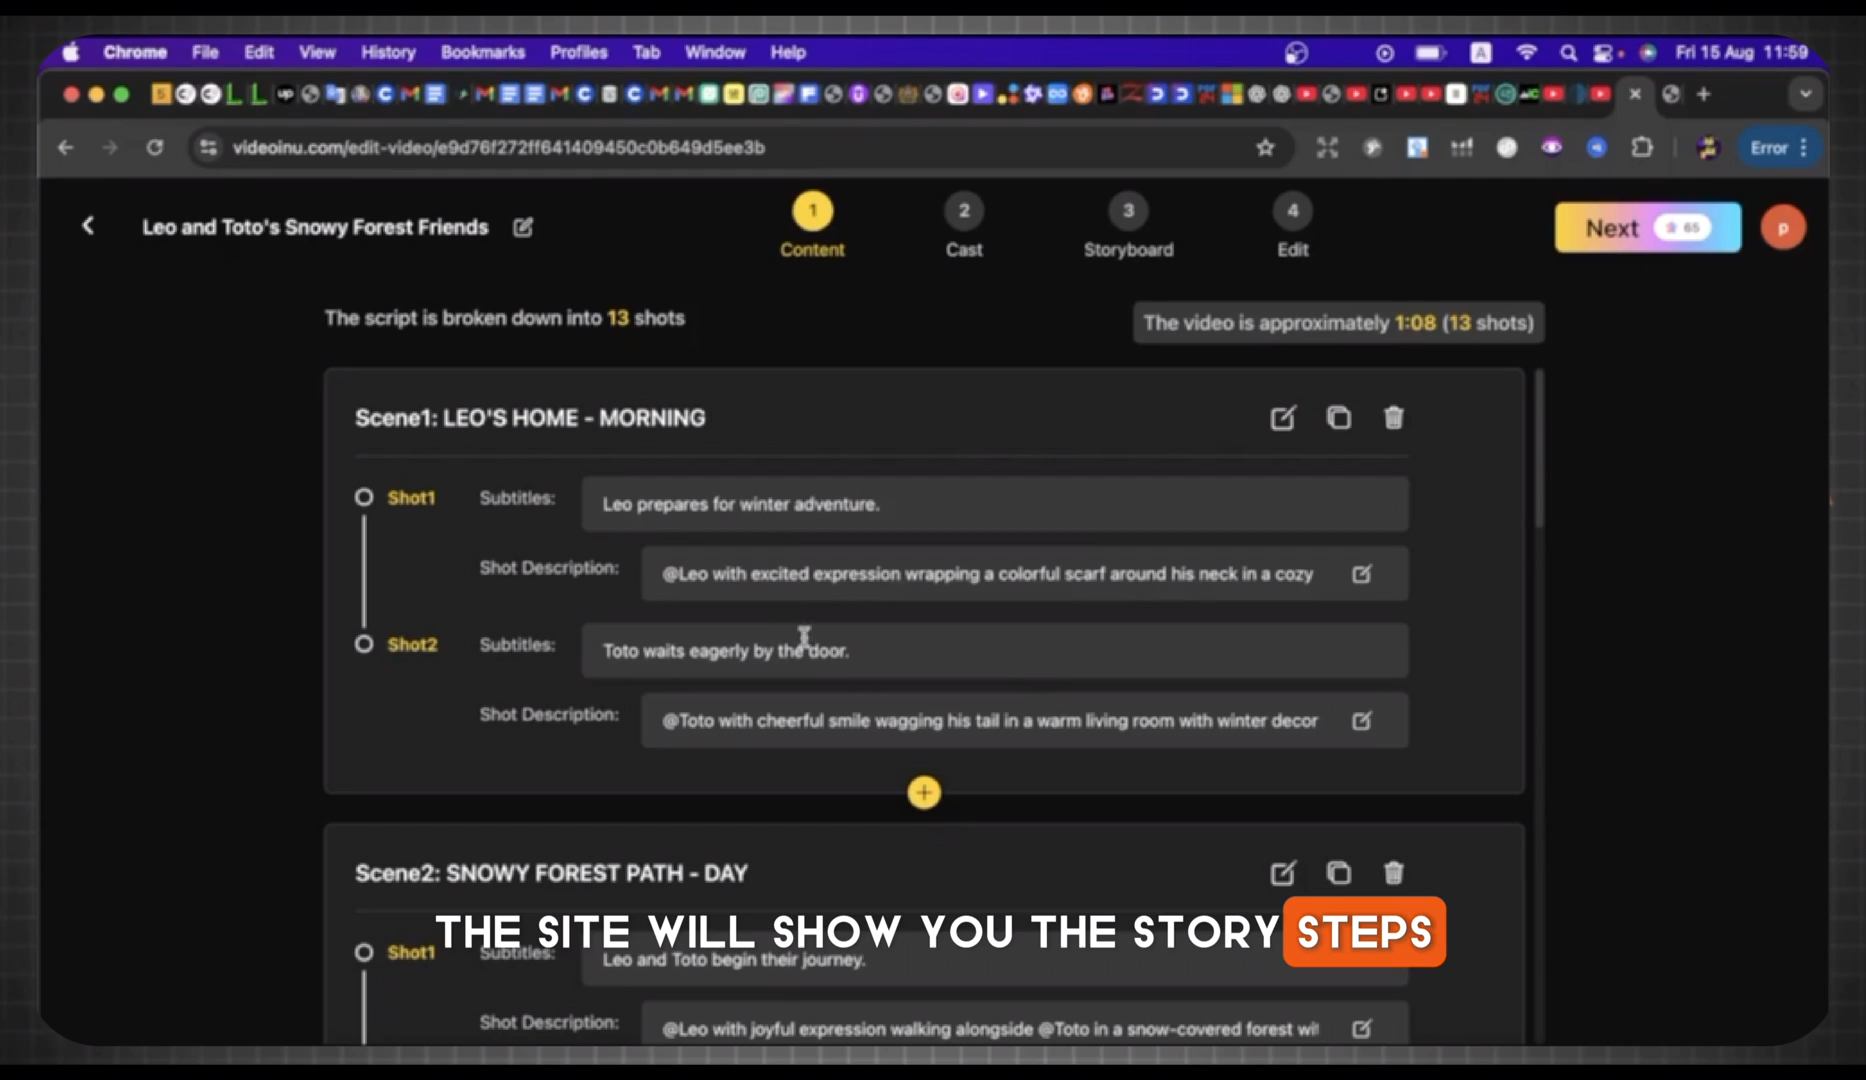 Chrome File Edit View History Bookmarks Profiles Tab Window Help A Fri 15 Aug 11:59
videoinu.com/edit-video/e9d76f272ff641409450c0b649d5ee3b Error
Leo and Toto's Snowy Forest Friends
1 Content
2 Cast
3 Storyboard
4 Edit
Next 65
p
The script is broken down into 13 shots
The video is approximately 1:08 (13 shots)
Scene1: LEO'S HOME - MORNING
Shot1 Subtitles: Leo prepares for winter adventure.
Shot Description: @Leo with excited expression wrapping a colorful scarf around his neck in a cozy
Shot2 Subtitles: Toto waits eagerly by the door.
Shot Description: @Toto with cheerful smile wagging his tail in a warm living room with winter decor
Scene2: SNOWY FOREST PATH - DAY
THE SITE WILL SHOW YOU THE STORY STEPS
Shot1 Subtitles: Leo and Toto begin their journey.
Shot Description: @Leo with joyful expression walking alongside @Toto in a snow-covered forest wit